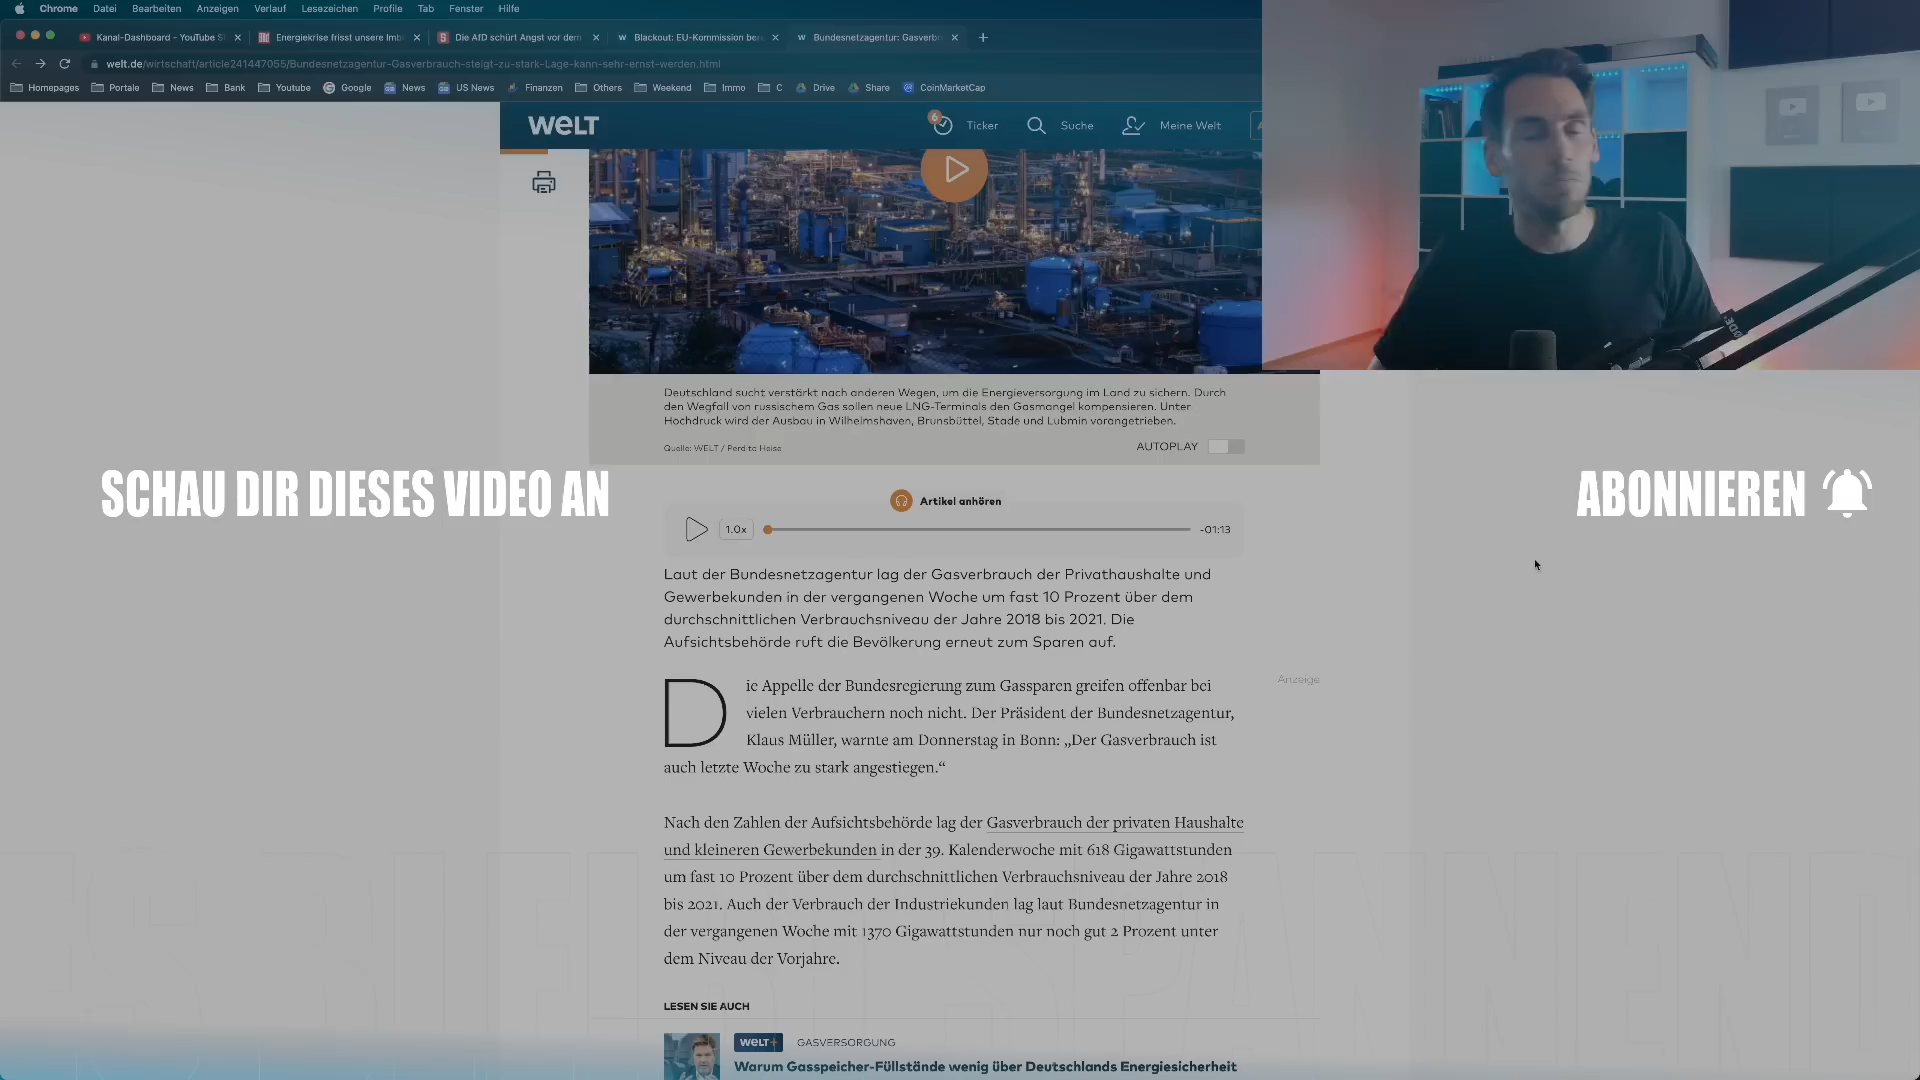 Chrome Datei Bearbeiten Anzeigen Verlauf Lesezeichen Profile Tab Fenster Hilfe
Kanal-Dashboard - YouTube S
Energiekrise frisst unsere Imb
Die AfD schürt Angst vor dem
Blackout: EU-Kommission ber
Bundesnetzagentur: Gasverbr
welt.de/wirtschaft/article241447055/Bundesnetzagentur-Gasverbrauch-steigt-zu-stark-Lage-kann-sehr-ernst-werden.html
Homepages Portale News Bank Youtube Google News US News Finanzen Others Weekend Immo C Drive Share CoinMarketCap
WELT
6
Ticker
Suche
Meine Welt
Deutschland sucht verstärkt nach anderen Wegen, um die Energieversorgung im Land zu sichern. Durch
den Wegfall von russischem Gas sollen neue LNG-Terminals den Gasmangel kompensieren. Unter
Hochdruck wird der Ausbau in Wilhelmshaven, Brunsbüttel, Stade und Lubmin vorangetrieben.
Quelle: WELT / Perdita Heise
AUTOPLAY
SCHAU DIR DIESES VIDEO AN
ABONNIEREN
Artikel anhören
1.0x
-01:13
Laut der Bundesnetzagentur lag der Gasverbrauch der Privathaushalte und
Gewerbekunden in der vergangenen Woche um fast 10 Prozent über dem
durchschnittlichen Verbrauchsniveau der Jahre 2018 bis 2021. Die
Aufsichtsbehörde ruft die Bevölkerung erneut zum Sparen auf.
Die Appelle der Bundesregierung zum Gassparen greifen offenbar bei
vielen Verbrauchern noch nicht. Der Präsident der Bundesnetzagentur,
Klaus Müller, warnte am Donnerstag in Bonn: „Der Gasverbrauch ist
auch letzte Woche zu stark angestiegen.“
Anzeige
Nach den Zahlen der Aufsichtsbehörde lag der Gasverbrauch der privaten Haushalte
und kleineren Gewerbekunden in der 39. Kalenderwoche mit 618 Gigawattstunden
um fast 10 Prozent über dem durchschnittlichen Verbrauchsniveau der Jahre 2018
bis 2021. Auch der Verbrauch der Industriekunden lag laut Bundesnetzagentur in
der vergangenen Woche mit 1370 Gigawattstunden nur noch gut 2 Prozent unter
dem Niveau der Vorjahre.
LESEN SIE AUCH
WELT+ GASVERSORGUNG
Warum Gasspeicher-Füllstände wenig über Deutschlands Energiesicherheit